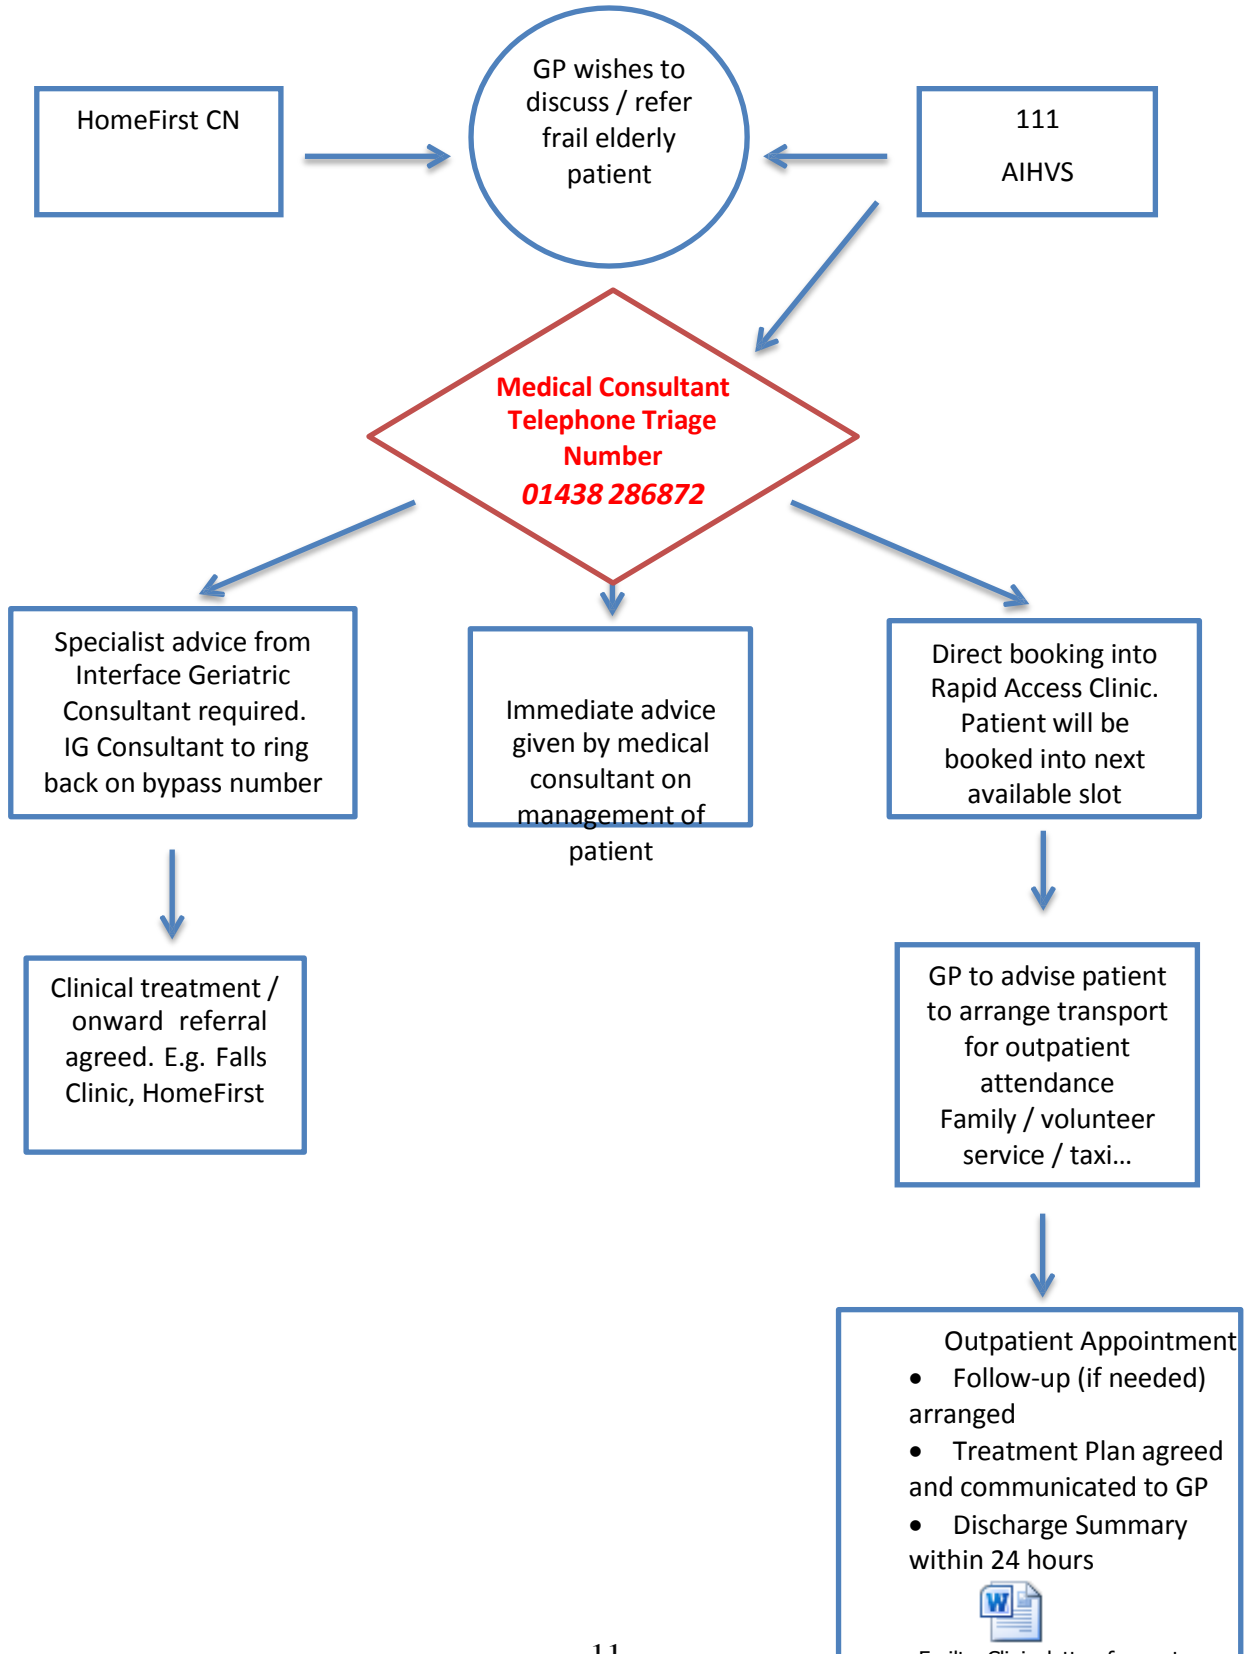 GP wishes to
discuss / refer
frail elderly
patient
HomeFirst CN
111
AIHVS
Medical Consultant
Telephone Triage
Number
01438 286872
Specialist advice from
Interface Geriatric
Consultant required.
IG Consultant to ring
back on bypass number
Immediate advice
given by medical
consultant on
management of
patient
Direct booking into
Rapid Access Clinic.
Patient will be
booked into next
available slot
Clinical treatment /
onward referral
agreed. E.g. Falls
Clinic, HomeFirst
GP to advise patient
to arrange transport
for outpatient
attendance
Family / volunteer
service / taxi...
Outpatient Appointment
• Follow-up (if needed)
arranged
• Treatment Plan agreed
and communicated to GP
• Discharge Summary
within 24 hours
W
11